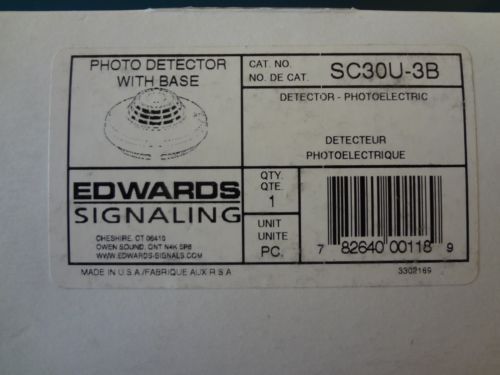 PHOTO DETECTOR
WITH BASE
CAT. NO.
NO. DE CAT.
SC30U-3B
DETECTOR - PHOTOELECTRIC
DETECTEUR
PHOTOELECTRIQUE
EDWARDS
SIGNALING
CHESHIRE, CT 06410
OWEN SOUND, ONT N4K 5P8
WWW.EDWARDS-SIGNALS.COM
QTY.
QTE.
1
UNIT
UNITE
PC.
7 82640 00118 9
MADE IN U.S.A./FABRIQUE AUX R S A
3302169